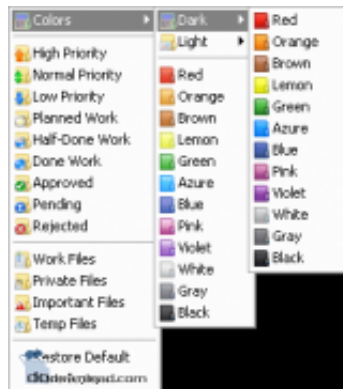 Colors
High Priority
Normal Priority
Low Priority
Planned Work
Half-Done Work
Done Work
Approved
Pending
Rejected
Work Files
Private Files
Important Files
Temp Files
Restore Default
Dark
Light
Red
Orange
Brown
Lemon
Green
Azure
Blue
Pink
Violet
White
Gray
Black
Red
Orange
Brown
Lemon
Green
Azure
Blue
Pink
Violet
White
Gray
Black